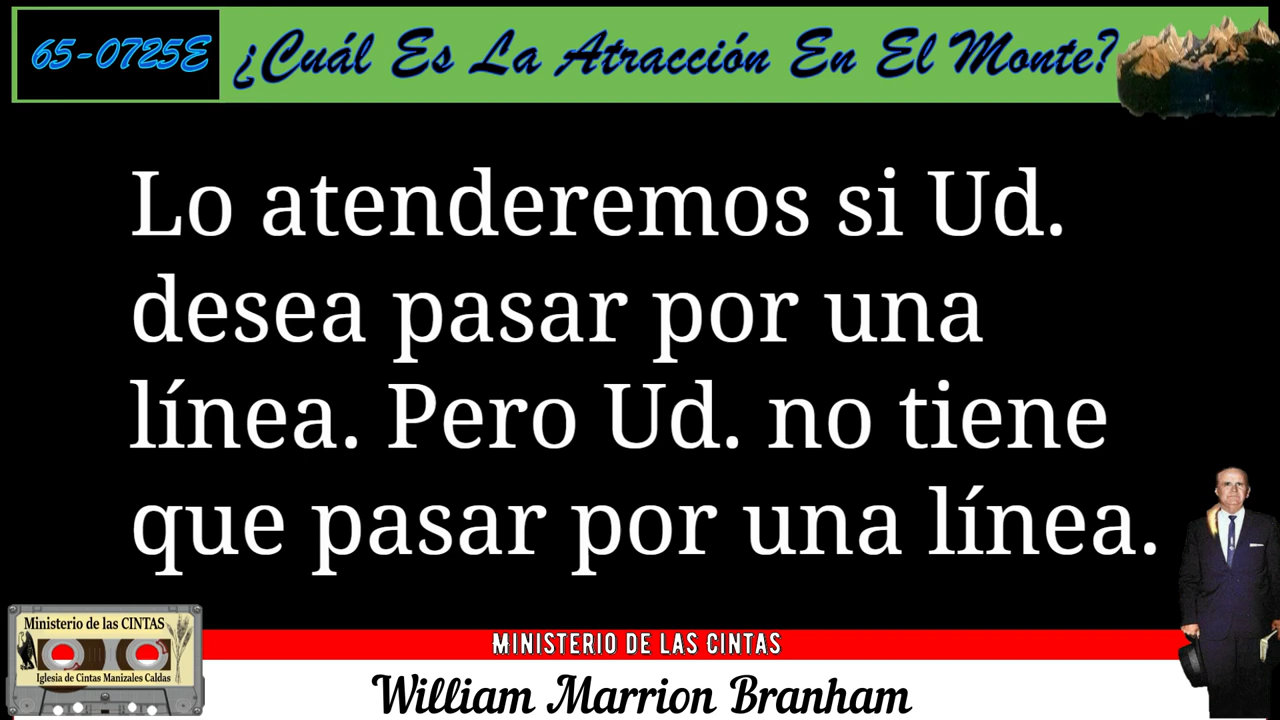 65-0725E ¿Cuál Es La Atracción En El Monte?
Lo atenderemos si Ud.
desea pasar por una
línea. Pero Ud. no tiene
que pasar por una línea.
Ministerio de las CINTAS
Iglesia de Cintas Manizales Caldas
MINISTERIO DE LAS CINTAS
William Marrion Branham